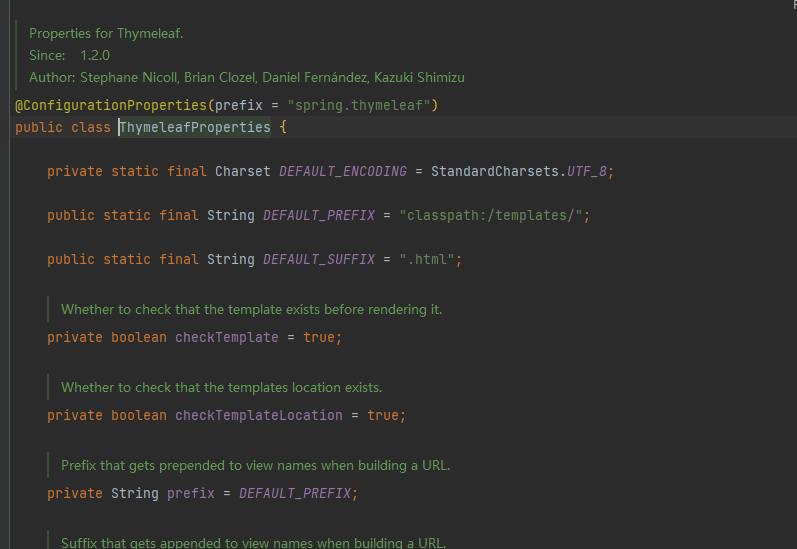 Properties for Thymeleaf.
Since: 1.2.0
Author: Stephane Nicoll, Brian Clozel, Daniel Fernández, Kazuki Shimizu
@ConfigurationProperties(prefix = "spring.thymeleaf")
public class ThymeleafProperties {
private static final Charset DEFAULT_ENCODING = StandardCharsets.UTF_8;
public static final String DEFAULT_PREFIX = "classpath:/templates/";
public static final String DEFAULT_SUFFIX = ".html";
Whether to check that the template exists before rendering it.
private boolean checkTemplate = true;
Whether to check that the templates location exists.
private boolean checkTemplateLocation = true;
Prefix that gets prepended to view names when building a URL.
private String prefix = DEFAULT_PREFIX;
Suffix that gets appended to view names when building a URL.